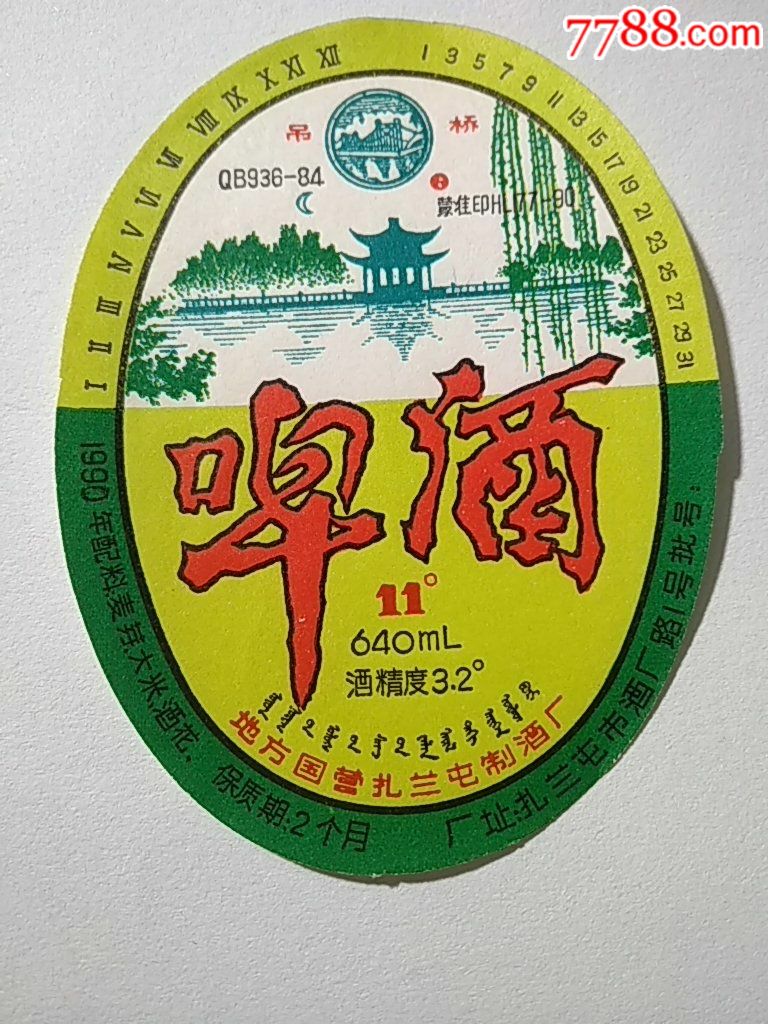 7788.com
I II III IV V VI VII VIII IX X XI XII
1 3 5 7 9 11 13 15 17 19 21 23 25 27 29 31
吊 桥
QB936-84
蒙准印HL177-90
啤酒
11°
640mL
酒精度3.2°
地方国营扎兰屯制酒厂
1990年配料麦芽大米,酒花、保质期:2个月
厂址:扎兰屯市酒厂路1号批号: